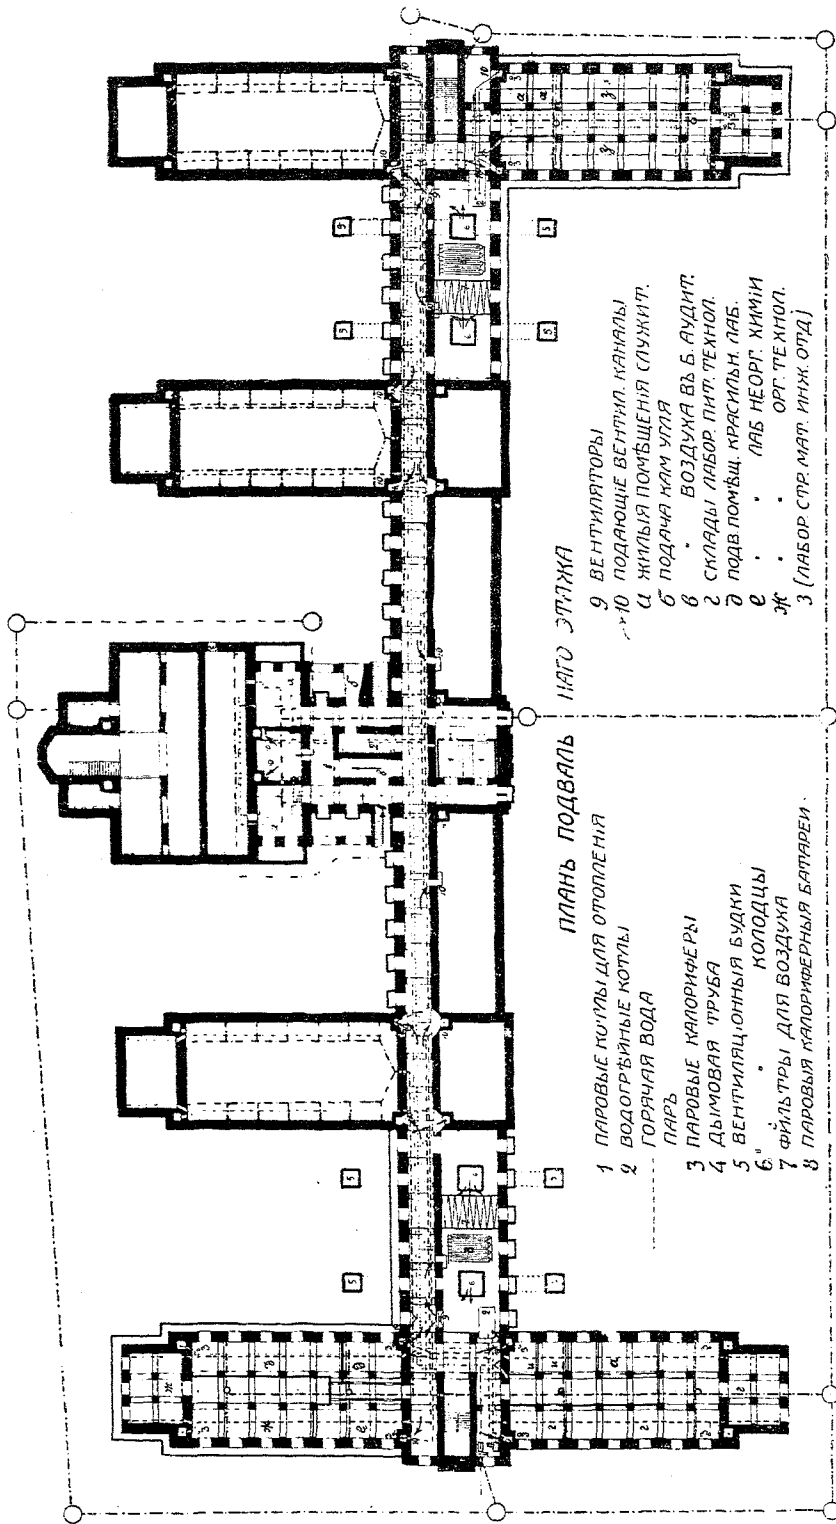 ПЛАНЪ ПОДВАЛЬНАГО ЭТАЖА
1 ПАРОВЫЕ КОТЛЫ ДЛЯ ОТОПЛЕНІЯ
2 ВОДОГРѢЙНЫЕ КОТЛЫ
ГОРЯЧАЯ ВОДА
ПАРЪ
3 ПАРОВЫЕ КАЛОРИФЕРЫ
4 ДЫМОВАЯ ТРУБА
5 ВЕНТИЛЯЦІОННЫЯ БУДКИ
6 " КОЛОДЦЫ
7 ФИЛЬТРЫ ДЛЯ ВОЗДУХА
8 ПАРОВЫЯ КАЛОРИФЕРНЫЯ БАТАРЕИ
9 ВЕНТИЛЯТОРЫ
10 ПОДАЮЩІЕ ВЕНТИЛ. КАНАЛЫ
а ЖИЛЫЯ ПОМѢЩЕНІЯ СЛУЖИТ.
б ПОДАЧА КАМ УГЛЯ
в " ВОЗДУХА ВЪ Б. АУДИТ.
г СКЛАДЫ ЛАБОР. ПИТ. ТЕХНОЛ.
д ПОДВ. ПОМѢЩ. КРАСИЛЬН. ЛАБ.
е " " ЛАБ НЕОРГ. ХИМІИ
ж " " ОРГ. ТЕХНОЛ.
З (ЛАБОР. СТР. МАТ. ИНЖ. ОТД)